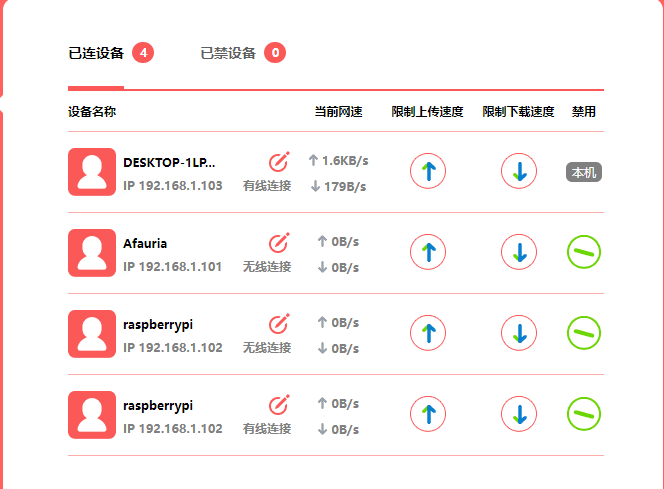 已连设备 4 已禁设备 0
设备名称 当前网速 限制上传速度 限制下载速度 禁用
DESKTOP-1LP... 1.6KB/s
IP 192.168.1.103 有线连接 179B/s 本机
Afauria 0B/s
IP 192.168.1.101 无线连接 0B/s
raspberrypi 0B/s
IP 192.168.1.102 无线连接 0B/s
raspberrypi 0B/s
IP 192.168.1.102 有线连接 0B/s